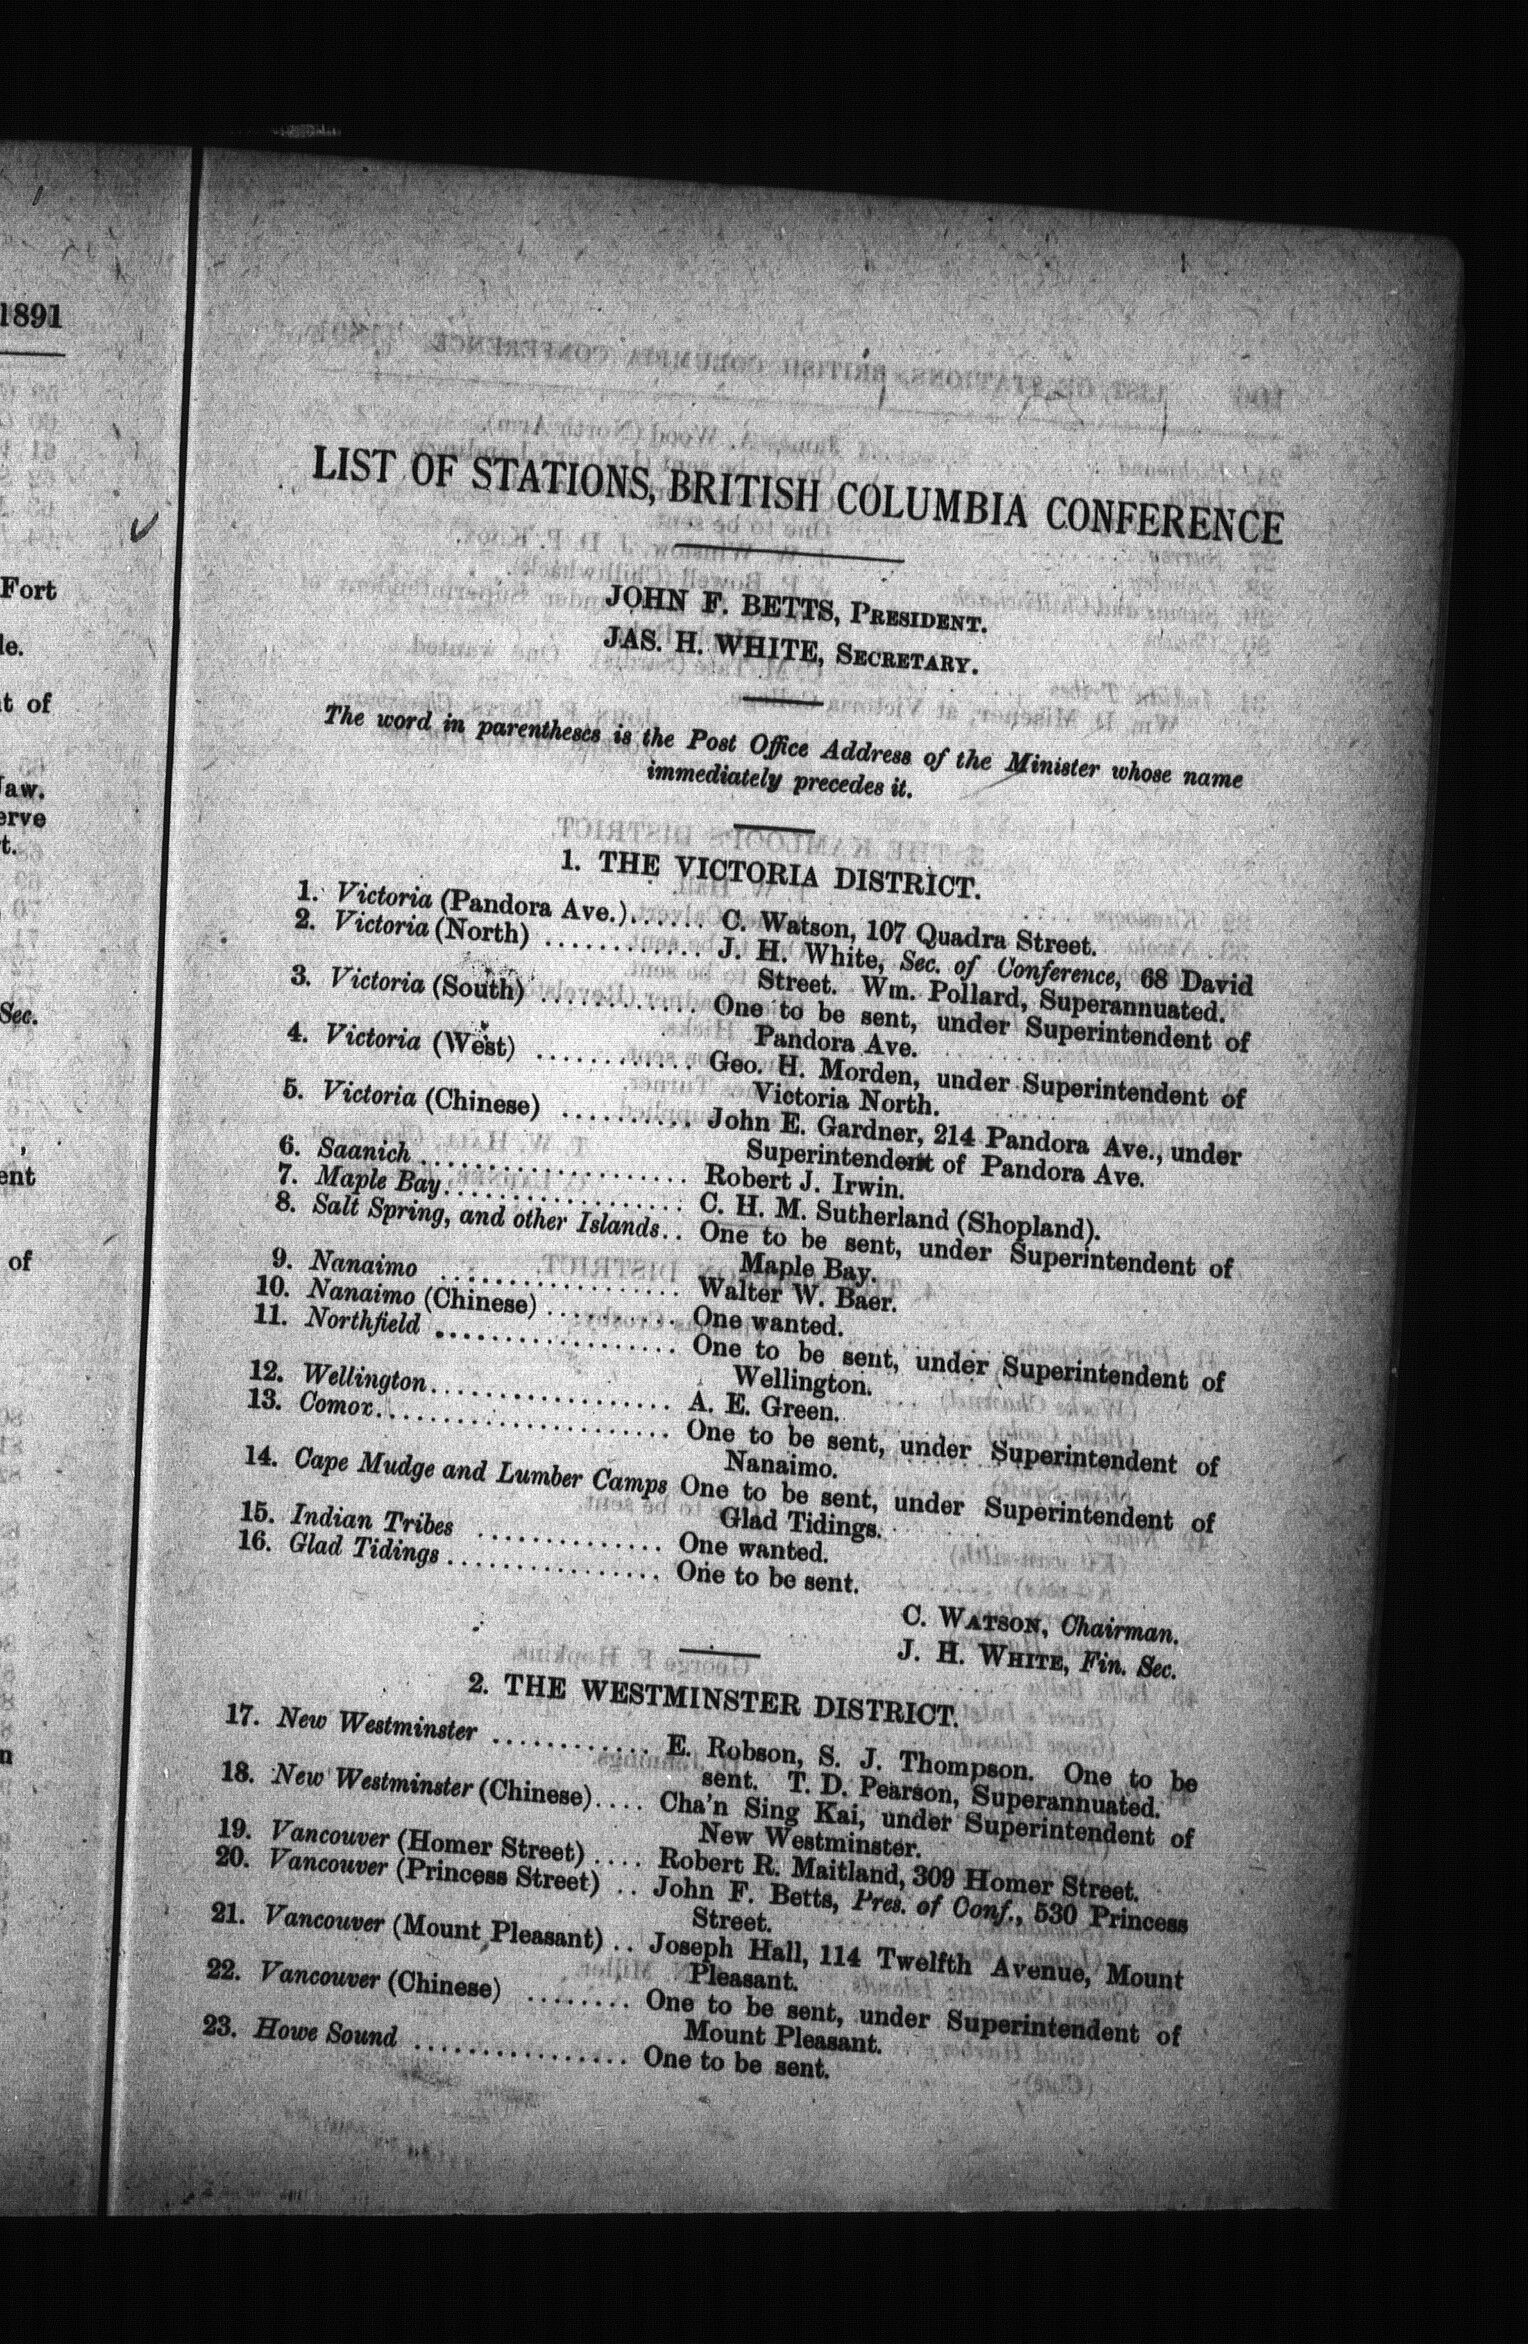 1891
Fort
le.
t of
Jaw.
erve
t.
Sec.
,
ent
of
n
LIST OF STATIONS, BRITISH COLUMBIA CONFERENCE
JOHN F. BETTS, PRESIDENT.
JAS. H. WHITE, SECRETARY.
The word in parentheses is the Post Office Address of the Minister whose name
immediately precedes it.
1. THE VICTORIA DISTRICT.
1. Victoria (Pandora Ave.)...... C. Watson, 107 Quadra Street.
2. Victoria (North) ............ J. H. White, Sec. of Conference, 68 David
Street. Wm. Pollard, Superannuated.
3. Victoria (South) ............ One to be sent, under Superintendent of
Pandora Ave.
4. Victoria (West) ............ Geo. H. Morden, under Superintendent of
Victoria North.
5. Victoria (Chinese) .......... John E. Gardner, 214 Pandora Ave., under
Superintendent of Pandora Ave.
6. Saanich .................... Robert J. Irwin.
7. Maple Bay.................. C. H. M. Sutherland (Shopland).
8. Salt Spring, and other Islands.. One to be sent, under Superintendent of
Maple Bay.
9. Nanaimo .................. Walter W. Baer.
10. Nanaimo (Chinese) .......... One wanted.
11. Northfield .................. One to be sent, under Superintendent of
Wellington.
12. Wellington.................. A. E. Green.
13. Comox...................... One to be sent, under Superintendent of
Nanaimo.
14. Cape Mudge and Lumber Camps One to be sent, under Superintendent of
Glad Tidings.
15. Indian Tribes .............. One wanted.
16. Glad Tidings ................ One to be sent.
C. WATSON, Chairman.
J. H. WHITE, Fin. Sec.
2. THE WESTMINSTER DISTRICT.
17. New Westminster ............ E. Robson, S. J. Thompson. One to be
sent. T. D. Pearson, Superannuated.
18. New Westminster (Chinese).... Cha'n Sing Kai, under Superintendent of
New Westminster.
19. Vancouver (Homer Street) .... Robert R. Maitland, 309 Homer Street.
20. Vancouver (Princess Street) .. John F. Betts, Pres. of Conf., 530 Princess
Street.
21. Vancouver (Mount Pleasant) .. Joseph Hall, 114 Twelfth Avenue, Mount
Pleasant.
22. Vancouver (Chinese) ........ One to be sent, under Superintendent of
Mount Pleasant.
23. Howe Sound ................ One to be sent.